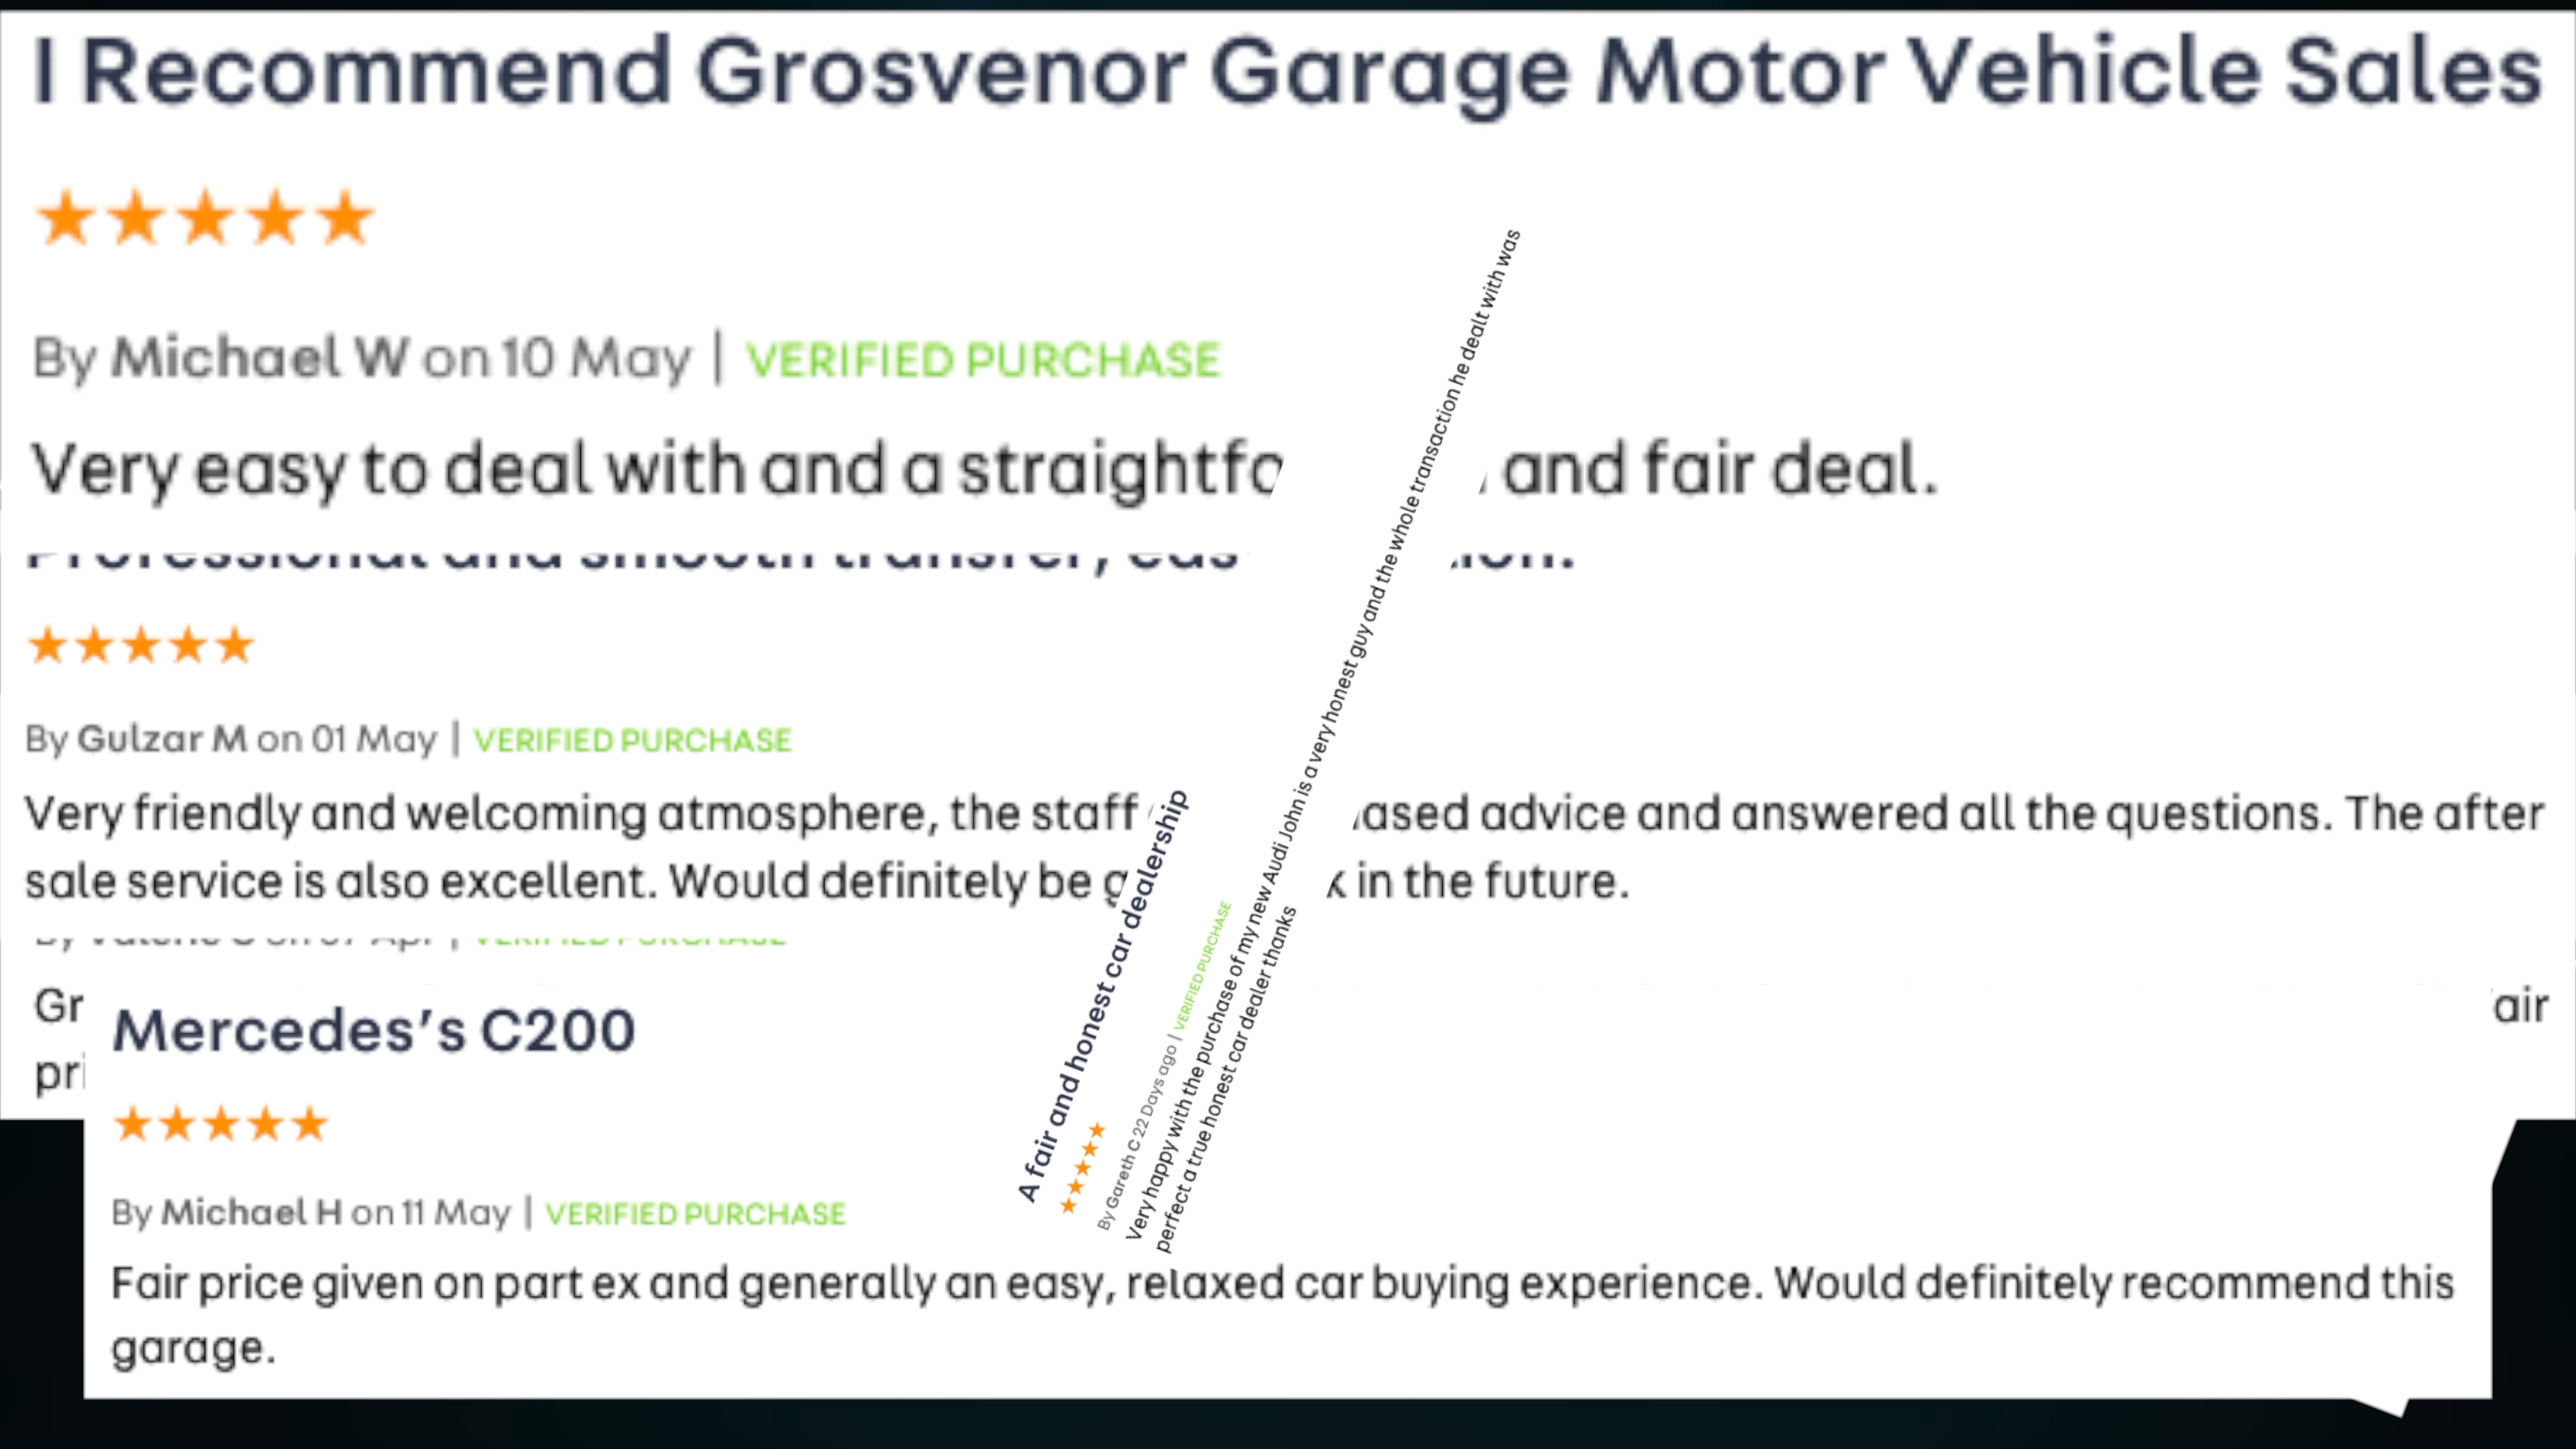 I Recommend Grosvenor Garage Motor Vehicle Sales
By Michael W on 10 May | VERIFIED PURCHASE
Very easy to deal with and a and fair deal.
Professional and smooth transfer,
By Gulzar M on 01 May | VERIFIED PURCHASE
Very friendly and welcoming atmosphere, the staff advice and answered all the questions. The after
sale service is also excellent. Would definitely be in the future.
VERIFIED PURCHASE
Mercedes's C200
By Michael H on 11 May | VERIFIED PURCHASE
Fair price given on part ex and generally an easy, relaxed car buying experience. Would definitely recommend this
garage.
A fair and honest car dealership
By Gareth C 22 Days ago | VERIFIED PURCHASE
Very happy with the purchase of my new Audi John is a very honest guy and the whole transaction he dealt with was
perfect a true honest car dealer thanks